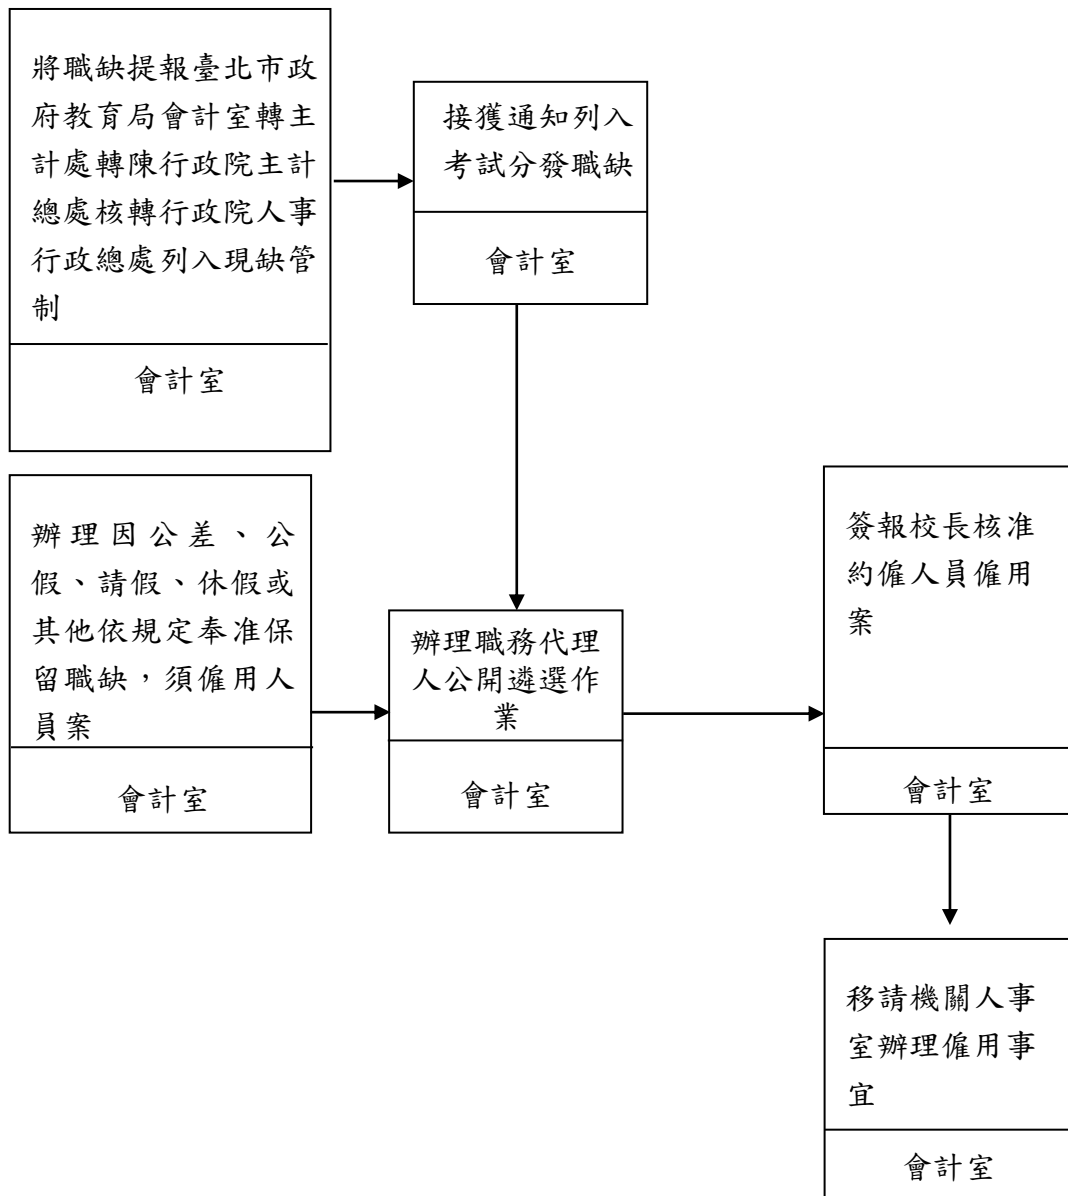 將職缺提報臺北市政
府教育局會計室轉主
計處轉陳行政院主計
總處核轉行政院人事
行政總處列入現缺管
制
會計室
接獲通知列入
考試分發職缺
會計室
辦理因公差、公
假、請假、休假或
其他依規定奉准保
留職缺，須僱用人
員案
會計室
辦理職務代理
人公開遴選作
業
會計室
簽報校長核准
約僱人員僱用
案
會計室
移請機關人事
室辦理僱用事
宜
會計室